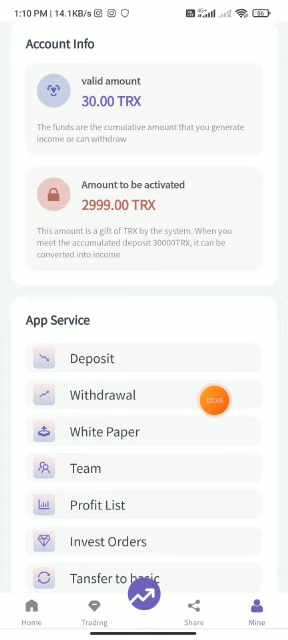 1:10 PM | 14.1KB/s
56
Account Info
valid amount
30.00 TRX
The funds are the cumulative amount that you generate
income or can withdraw
Amount to be activated
2999.00 TRX
This amount is a gift of TRX by the system. When you
meet the accumulated deposit 30000TRX, it can be
converted into income
App Service
Deposit
Withdrawal
02:45
White Paper
Team
Profit List
Invest Orders
Tansfer to basic
Home
Trading
Share
Mine